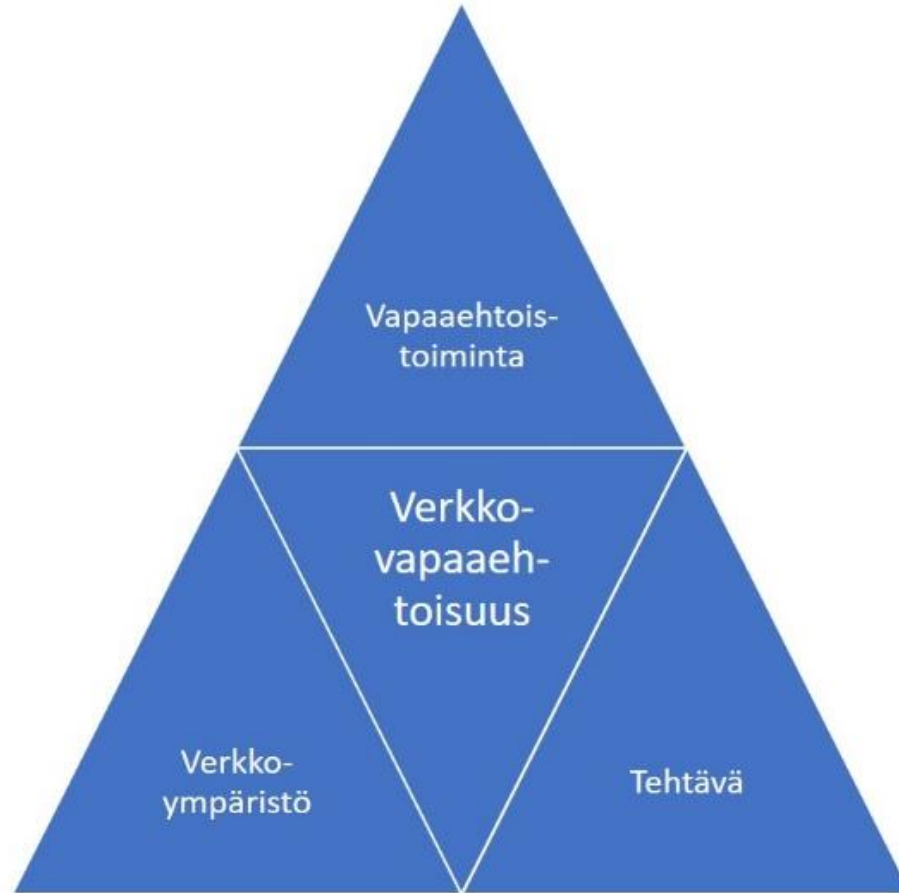 Vapaaehtois-
toiminta
Verkko-
vapaaeh-
toisuus
Verkko-
ympäristö
Tehtävä